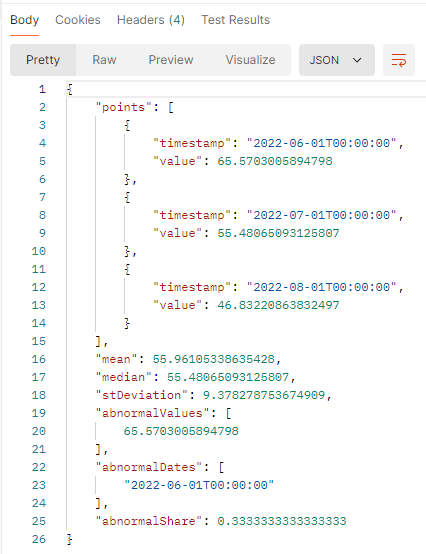 Body Cookies Headers (4) Test Results
Pretty Raw Preview Visualize JSON
1 {
2 "points": [
3 {
4 "timestamp": "2022-06-01T00:00:00",
5 "value": 65.5703005894798
6 },
7 {
8 "timestamp": "2022-07-01T00:00:00",
9 "value": 55.48065093125807
10 },
11 {
12 "timestamp": "2022-08-01T00:00:00",
13 "value": 46.83220863832497
14 }
15 ],
16 "mean": 55.96105338635428,
17 "median": 55.48065093125807,
18 "stDeviation": 9.378278753674909,
19 "abnormalValues": [
20 65.5703005894798
21 ],
22 "abnormalDates": [
23 "2022-06-01T00:00:00"
24 ],
25 "abnormalShare": 0.3333333333333333
26 }